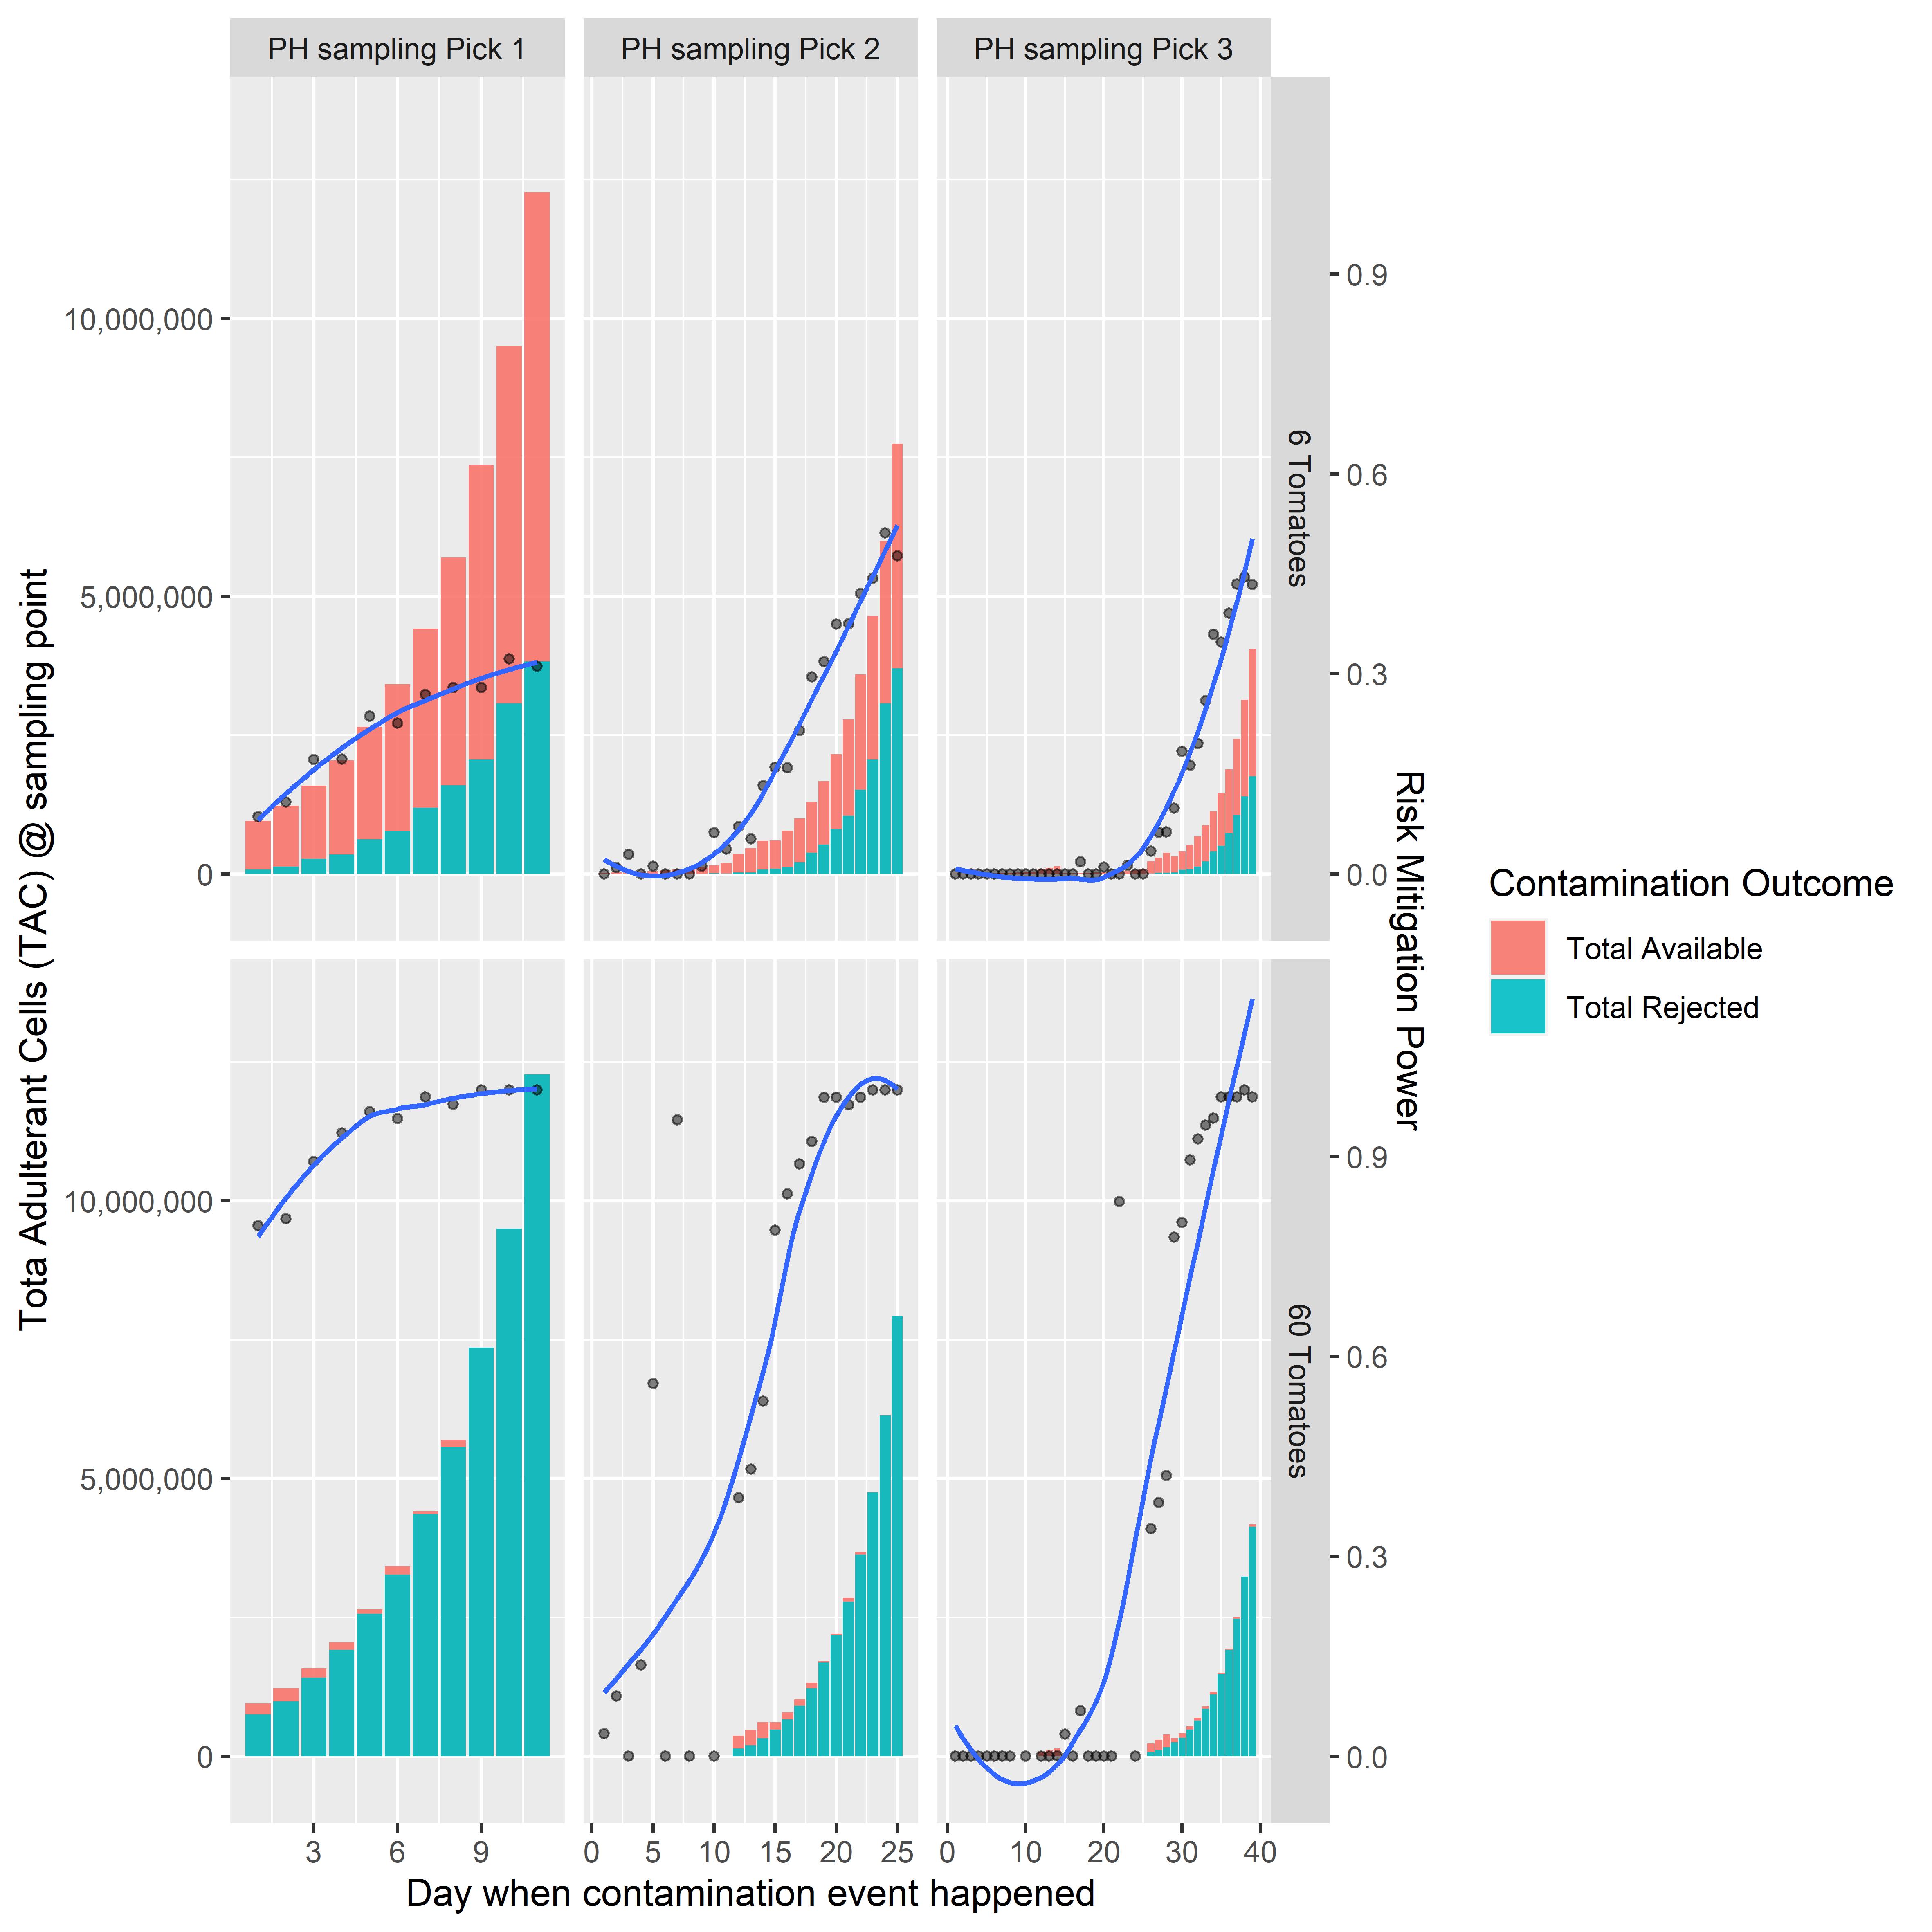 PH sampling Pick 1
PH sampling Pick 2
PH sampling Pick 3
10,000,000
5,000,000
0
6 Tomatoes
0.9
0.6
0.3
0.0
Tota Adulterant Cells (TAC) @ sampling point
Risk Mitigation Power
Contamination Outcome
Total Available
Total Rejected
10,000,000
5,000,000
0
60 Tomatoes
0.9
0.6
0.3
0.0
3 6 9
0 5 10 15 20 25
0 10 20 30 40
Day when contamination event happened